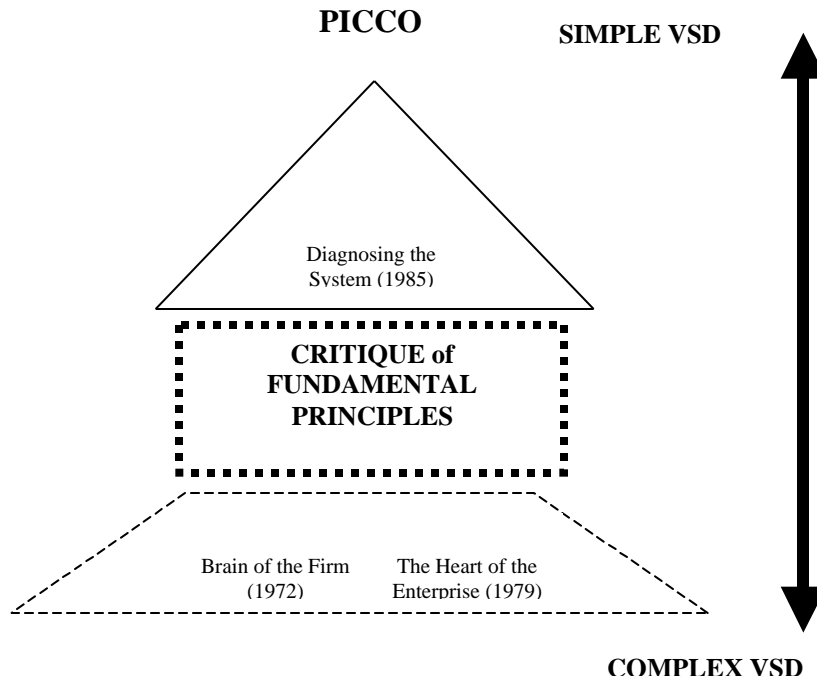 PICCO
SIMPLE VSD
Diagnosing the
System (1985)
CRITIQUE of
FUNDAMENTAL
PRINCIPLES
Brain of the Firm
(1972)
The Heart of the
Enterprise (1979)
COMPLEX VSD